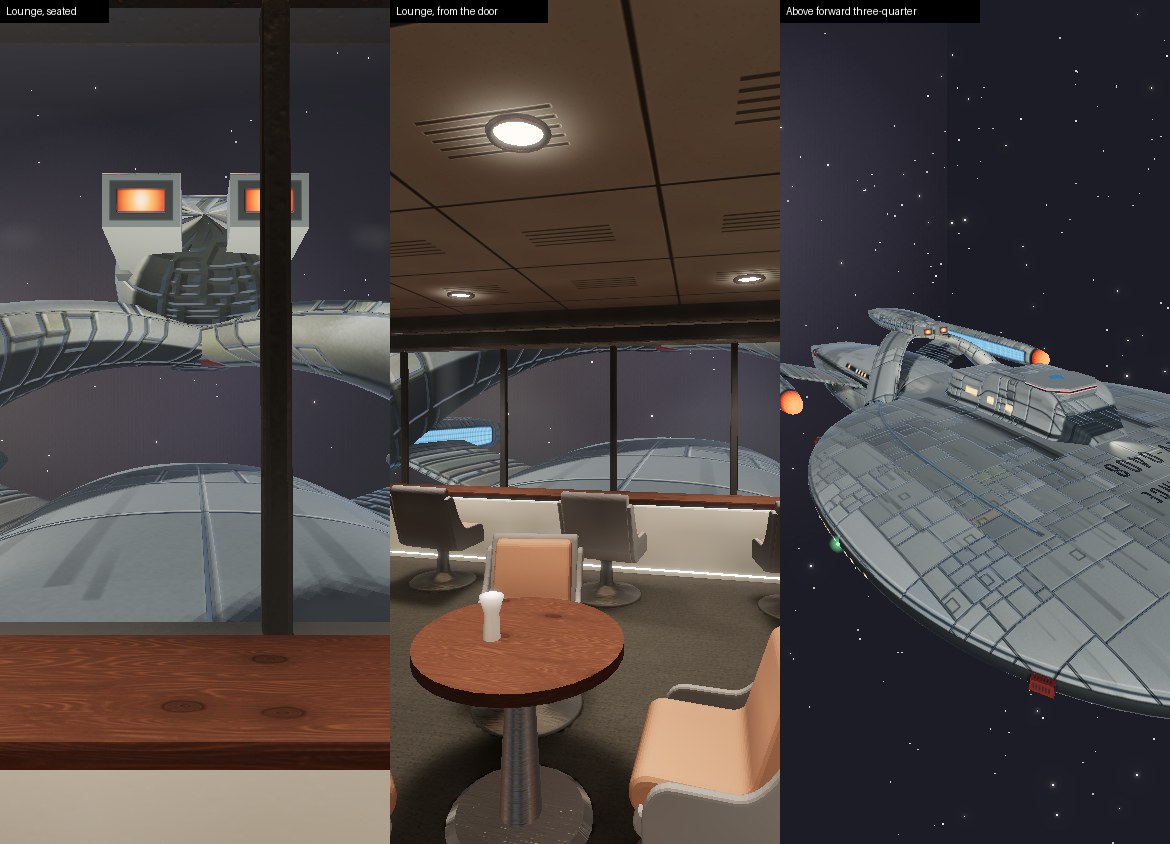 Lounge, seated
Lounge, from the door
Above forward three-quarter